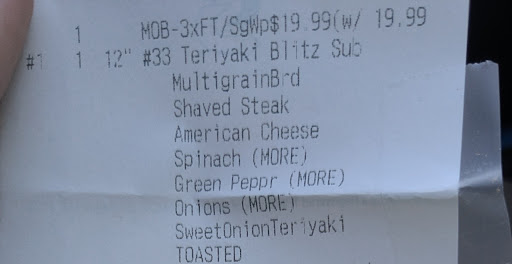 1 MOB-3xFT/SgWp$19.99(w/ 19.99
#1 1 12" #33 Teriyaki Blitz Sub
MultigrainBrd
Shaved Steak
American Cheese
Spinach (MORE)
Green Peppr (MORE)
Onions (MORE)
SweetOnionTeriyaki
TOASTED